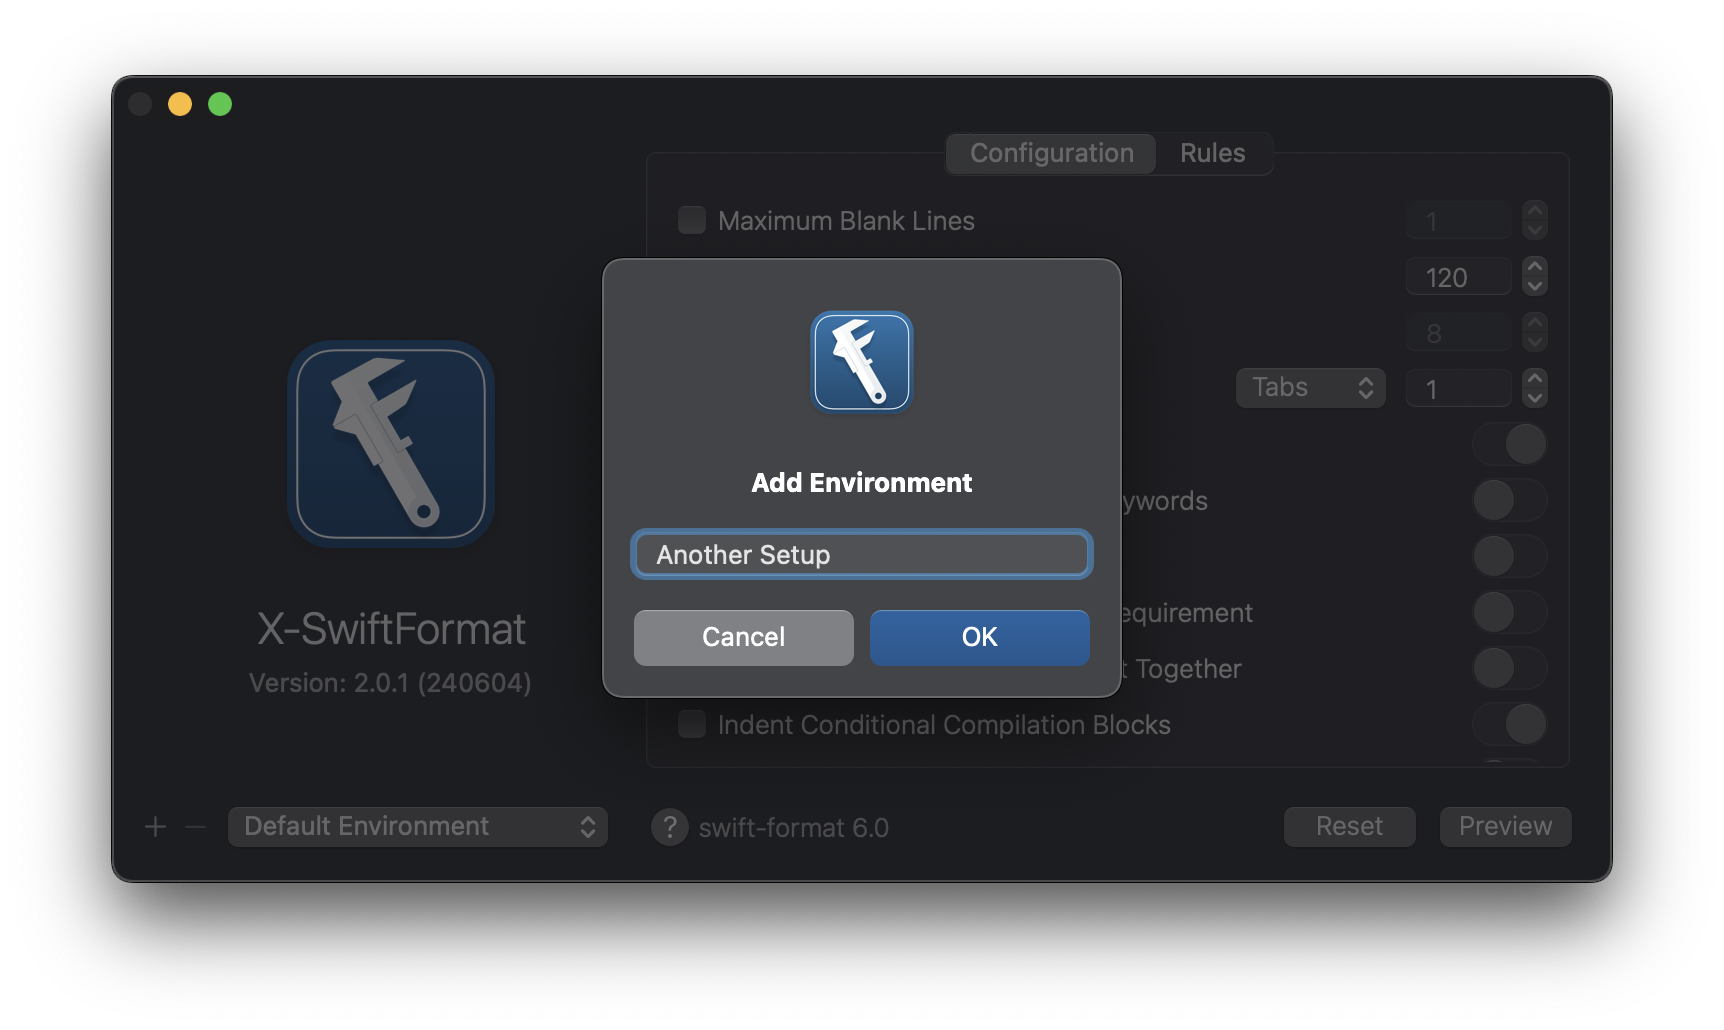 Configuration Rules
Maximum Blank Lines 1
120
8
Tabs 1
ywords
equirement
t Together
Indent Conditional Compilation Blocks
X-SwiftFormat
Version: 2.0.1 (240604)
Add Environment
Another Setup
Cancel OK
+ − Default Environment
? swift-format 6.0
Reset Preview